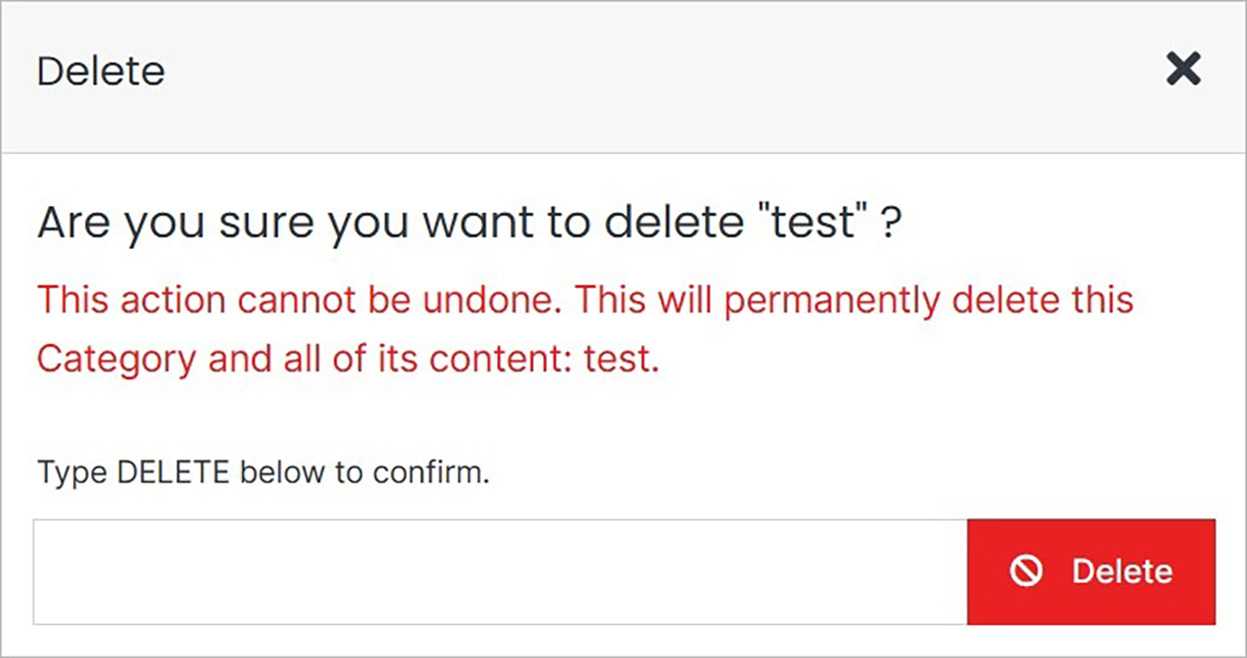 Delete
Are you sure you want to delete "test" ?
This action cannot be undone. This will permanently delete this
Category and all of its content: test.
Type DELETE below to confirm.
Delete